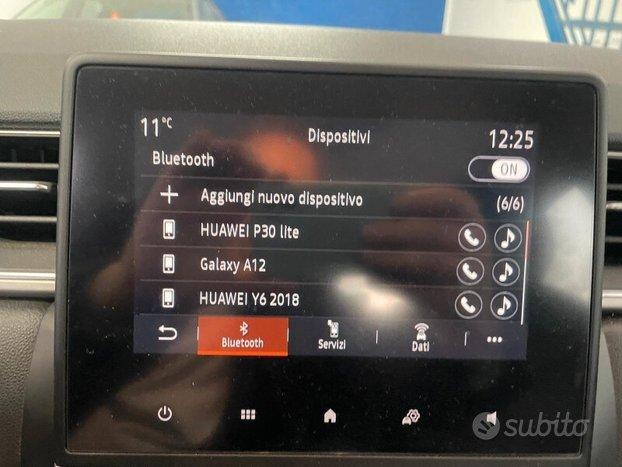 11°C Dispositivi 12:25
Bluetooth ON
Aggiungi nuovo dispositivo (6/6)
HUAWEI P30 lite
Galaxy A12
HUAWEI Y6 2018
Bluetooth Servizi Dati
subito